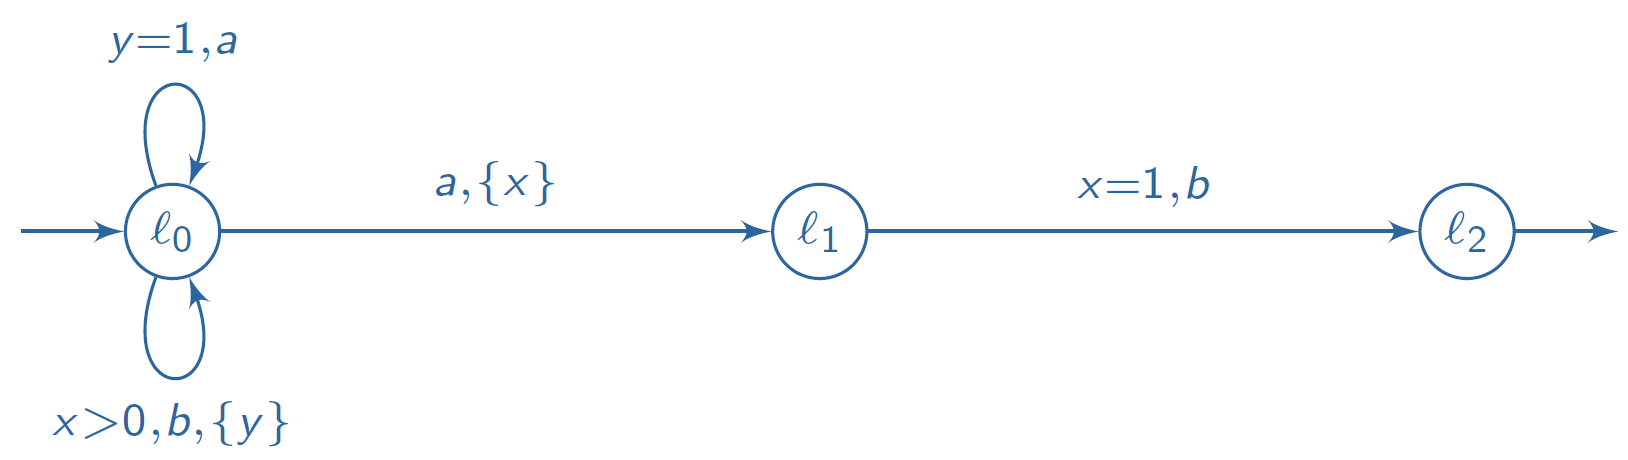 y=1,a
a,{x}
x=1,b
ℓ0
ℓ1
ℓ2
x>0,b,{y}